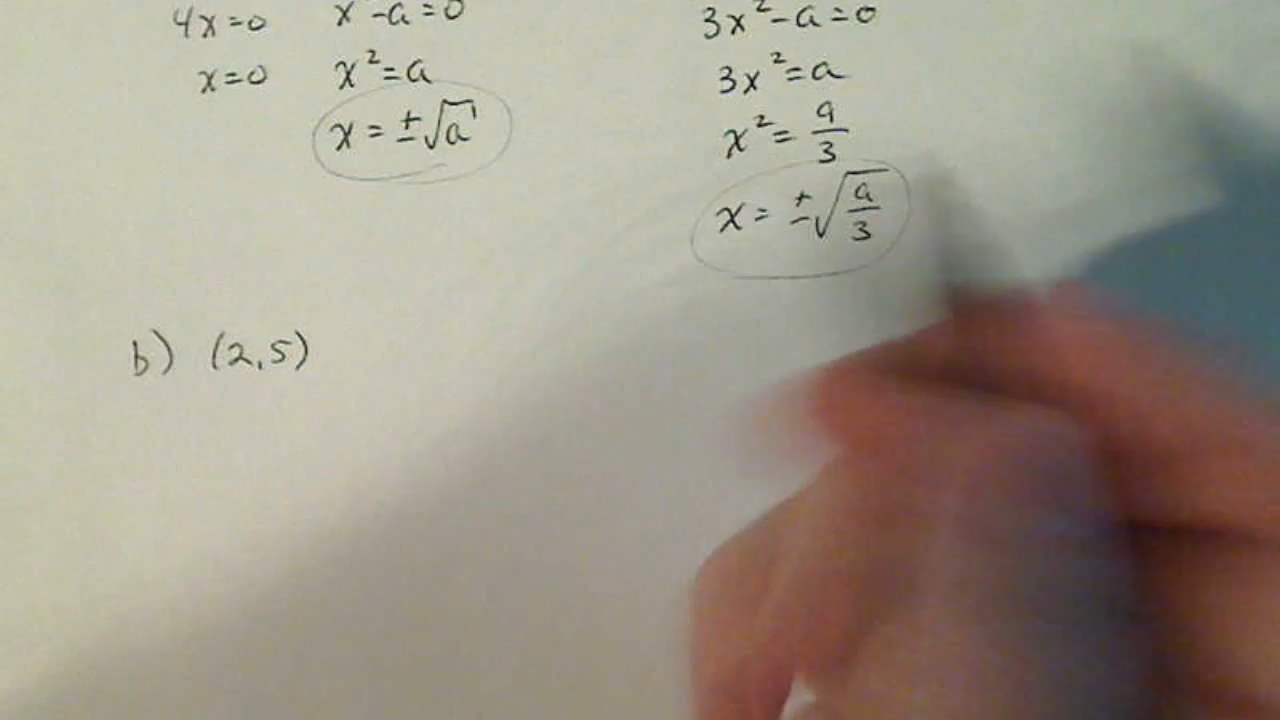 4x=0
x=0
x²-a=0
x²=a
x=±√a
3x²-a=0
3x²=a
x²=a/3
x=±√(a/3)
b) (2,5)